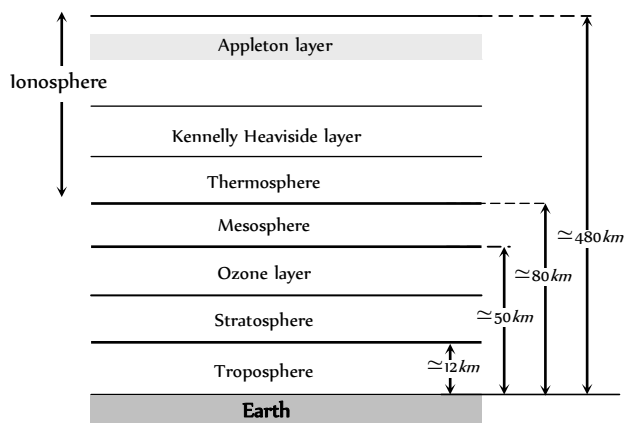 Appleton layer
Ionosphere
Kennelly Heaviside layer
Thermosphere
Mesosphere
≃480km
Ozone layer
≃80km
Stratosphere
≃50km
≃12km
Troposphere
Earth